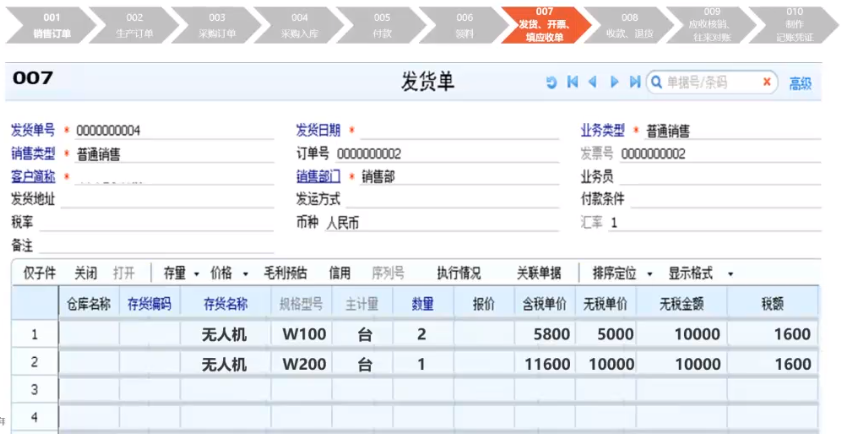 001 002 003 004 005 006 007 008 009 010
销售订单 生产订单 采购订单 采购入库 付款 领料 发货、开票、填应收单 收款、退货 应收核销、往来对账 制作记账凭证
007 发货单 单据号/条码 高级
发货单号 * 0000000004 发货日期 * 业务类型 * 普通销售
销售类型 * 普通销售 订单号 0000000002 发票号 0000000002
客户简称 * 销售部门 * 销售部 业务员
发货地址 发运方式 付款条件
税率 币种 人民币 汇率 1
备注
仅子件 关闭 打开 存量 价格 毛利预估 信用 序列号 执行情况 关联单据 排序定位 显示格式
仓库名称 存货编码 存货名称 规格型号 主计量 数量 报价 含税单价 无税单价 无税金额 税额
1 无人机 W100 台 2 5800 5000 10000 1600
2 无人机 W200 台 1 11600 10000 10000 1600
3
4